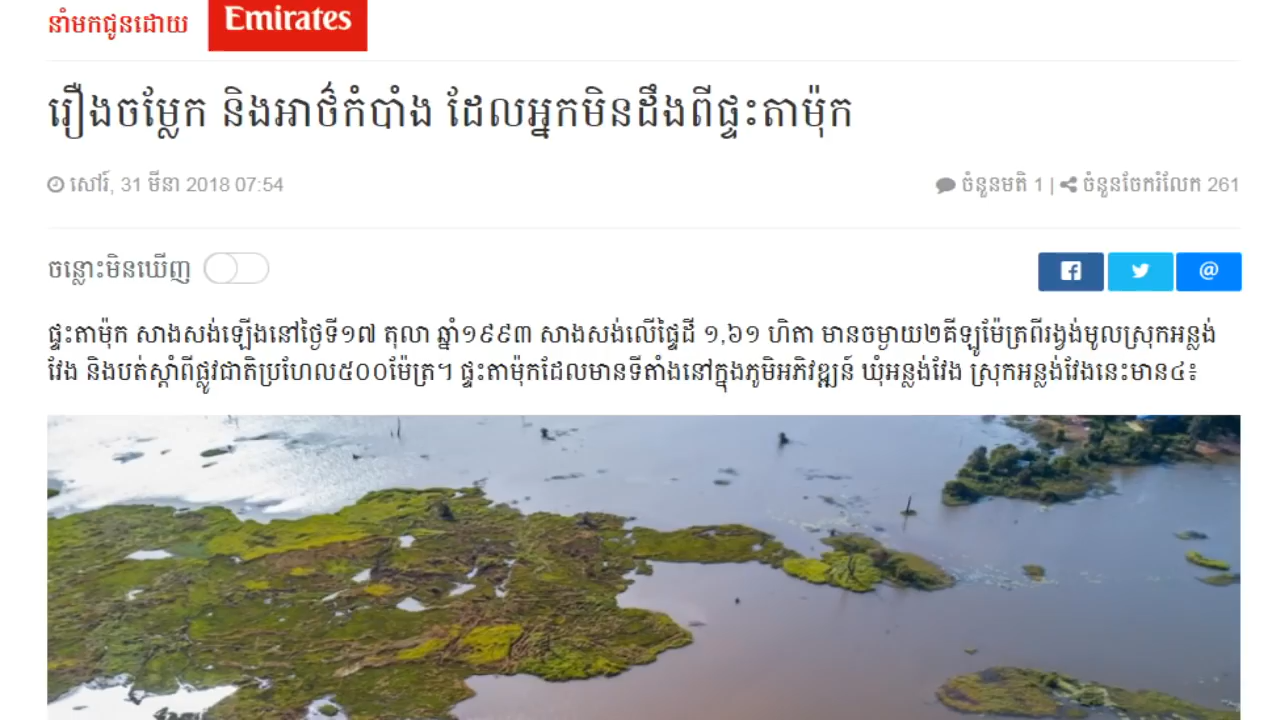 នាំមកជូនដោយ Emirates
រឿងចម្លែក និងអាថ៌កំបាំង ដែលអ្នកមិនដឹងពីផ្ទះតាម៉ុក
សៅរ៍, 31 មីនា 2018 07:54 ចំនួនមតិ 1 | ចំនួនចែករំលែក 261
ចន្លោះមិនឃើញ
ផ្ទះតាម៉ុក សាងសង់ឡើងនៅថ្ងៃទី១៧ តុលា ឆ្នាំ១៩៩៣ សាងសង់លើផ្ទៃដី ១,៦១ ហិតា មានចម្ងាយ២គីឡូម៉ែត្រពីរង្វង់មូលស្រុកអន្លង់
វែង និងបត់ស្តាំពីផ្លូវជាតិប្រហែល៥០០ម៉ែត្រ។ ផ្ទះតាម៉ុកដែលមានទីតាំងនៅក្នុងភូមិអភិវឌ្ឍន៍ ឃុំអន្លង់វែង ស្រុកអន្លង់វែងនេះមាន៤៖